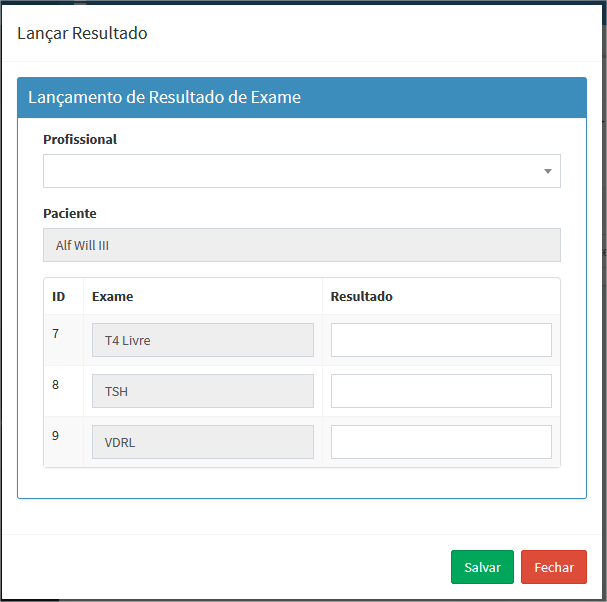 Lançar Resultado
Lançamento de Resultado de Exame
Profissional
Paciente
Alf Will III
ID Exame Resultado
7 T4 Livre
8 TSH
9 VDRL
Salvar Fechar